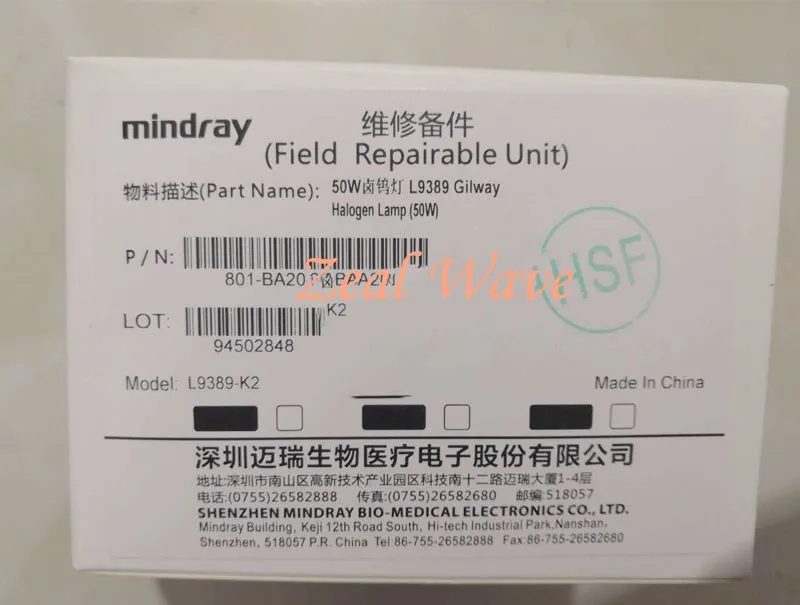 mindray
维修备件
(Field Repairable Unit)
物料描述(Part Name): 50W卤钨灯 L9389 Gilway
Halogen Lamp (50W)
P/N:
801-BA20
LOT:
K2
94502848
HSF
Zeal Wave
Model: L9389-K2
Made In China
深圳迈瑞生物医疗电子股份有限公司
地址:深圳市南山区高新技术产业园区科技南十二路迈瑞大厦1-4层
电话:(0755)26582888 传真:(0755)26582680 邮编:518057
SHENZHEN MINDRAY BIO-MEDICAL ELECTRONICS CO., LTD.
Mindray Building, Keji 12th Road South, Hi-tech Industrial Park,Nanshan,
Shenzhen, 518057 P.R. China Tel 86-755-26582888 Fax:86-755-26582680